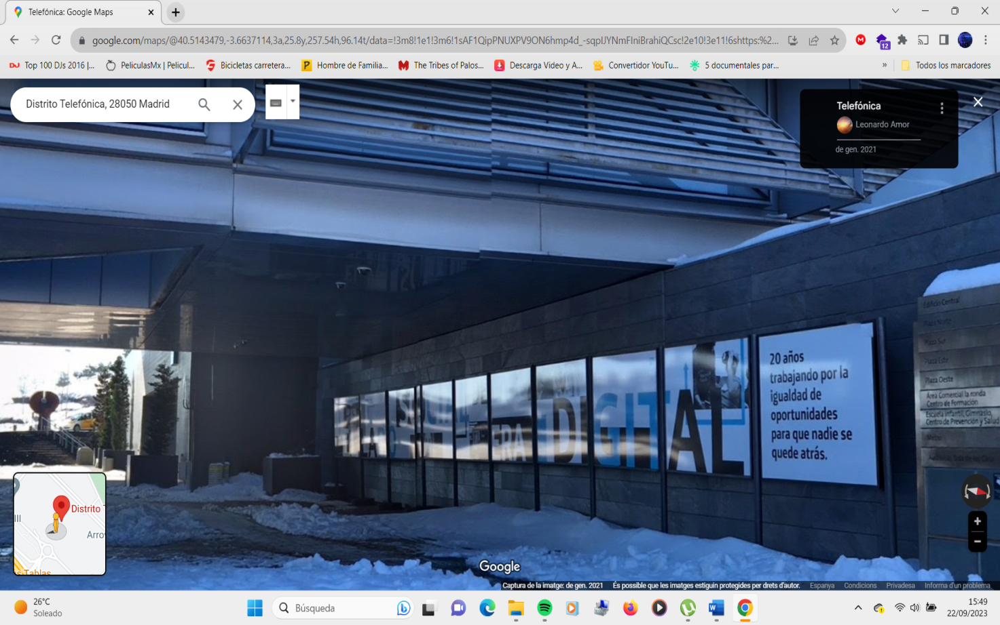 Telefónica: Google Maps
google.com/maps/@40.5143479,-3.6637114,3a,25.8y,257.54h,96.14t/data=!3m8!1e1!3m6!1sAF1QipPNUXPV9ON6hmp4d_-sqpIJYNmFIniBrahiQCsc!2e10!3e11!6shttps:%2...
12
Top 100 DJs 2016 |...
PeliculasMx | Pelicul...
Bicicletas carretera...
Hombre de Familia...
The Tribes of Palos...
Descarga Video y A...
Convertidor YouTu...
5 documentales par...
»
Todos los marcadores
Distrito Telefónica, 28050 Madrid
Telefónica
Leonardo Amor
de gen. 2021
Edificio Central
Plaza Norte
Plaza Sur
Plaza Este
Plaza Oeste
Área Comercial la ronda
Centro de Formación
Escuela infantil, Gimnasio,
Centro de Prevención y Salud
Metro
SOCIAL
ERA DIGITAL
20 años
trabajando por la
igualdad de
oportunidades
para que nadie se
quede atrás.
Distrito T
Arro
s Tablas
Google
Captura de la imatge: de gen. 2021 És possible que les imatges estiguin protegides per drets d'autor. Espanya Condicions Privadesa Informa d'un problema
26°C
Soleado
Búsqueda
15:49
22/09/2023